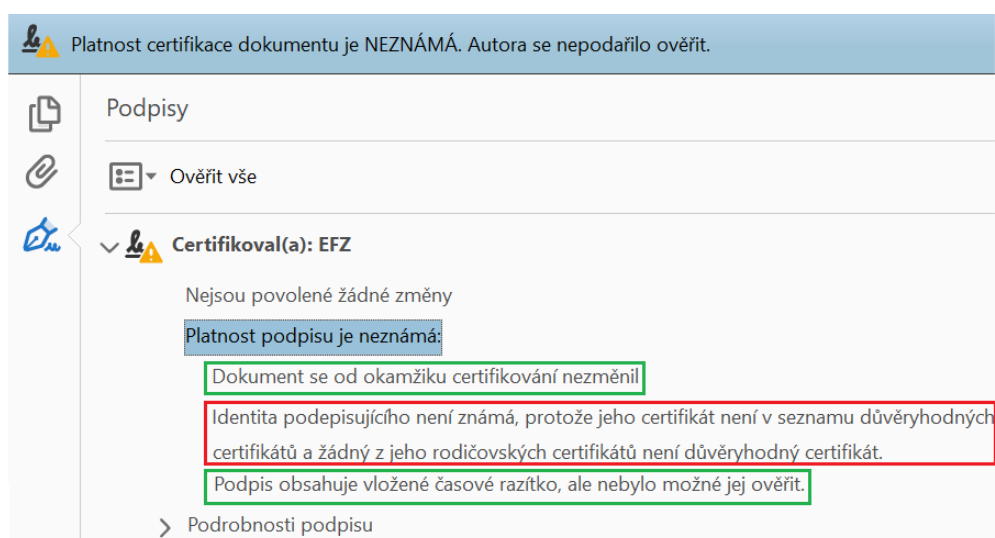 Platnost certifikace dokumentu je NEZNÁMÁ. Autora se nepodařilo ověřit.
Podpisy
Ověřit vše
Certifikoval(a): EFZ
Nejsou povolené žádné změny
Platnost podpisu je neznámá:
Dokument se od okamžiku certifikování nezměnil
Identita podepisujícího není známá, protože jeho certifikát není v seznamu důvěryhodných
certifikátů a žádný z jeho rodičovských certifikátů není důvěryhodný certifikát.
Podpis obsahuje vložené časové razítko, ale nebylo možné jej ověřit.
Podrobnosti podpisu